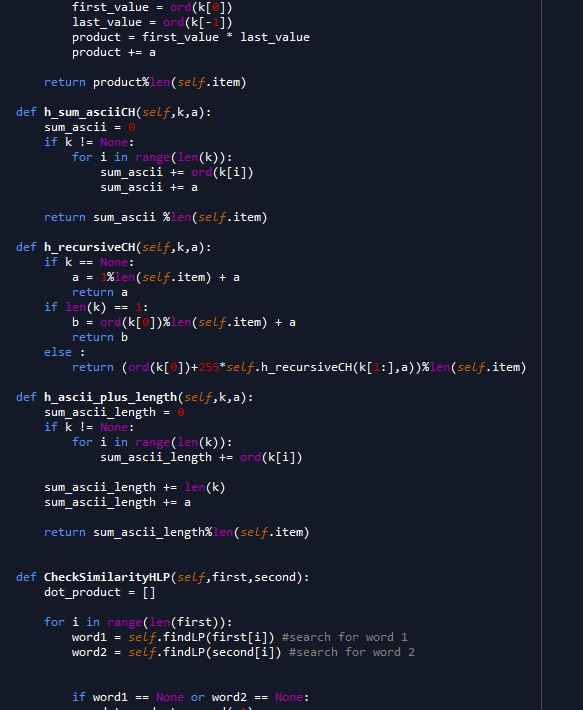 first_value = ord(k[0])
last_value = ord(k[-1])
product = first_value * last_value
product += a
return product%len(self.item)
def h_sum_asciiCH(self,k,a):
sum_ascii = 0
if k != None:
for i in range(len(k)):
sum_ascii += ord(k[i])
sum_ascii += a
return sum_ascii %len(self.item)
def h_recursiveCH(self,k,a):
if k == None:
a = 1%len(self.item) + a
return a
if len(k) == 1:
b = ord(k[0])%len(self.item) + a
return b
else :
return (ord(k[0])+255*self.h_recursiveCH(k[1:],a))%len(self.item)
def h_ascii_plus_length(self,k,a):
sum_ascii_length = 0
if k != None:
for i in range(len(k)):
sum_ascii_length += ord(k[i])
sum_ascii_length += len(k)
sum_ascii_length += a
return sum_ascii_length%len(self.item)
def CheckSimilarityHLP(self,first,second):
dot_product = []
for i in range(len(first)):
word1 = self.findLP(first[i]) #search for word 1
word2 = self.findLP(second[i]) #search for word 2
if word1 == None or word2 == None: